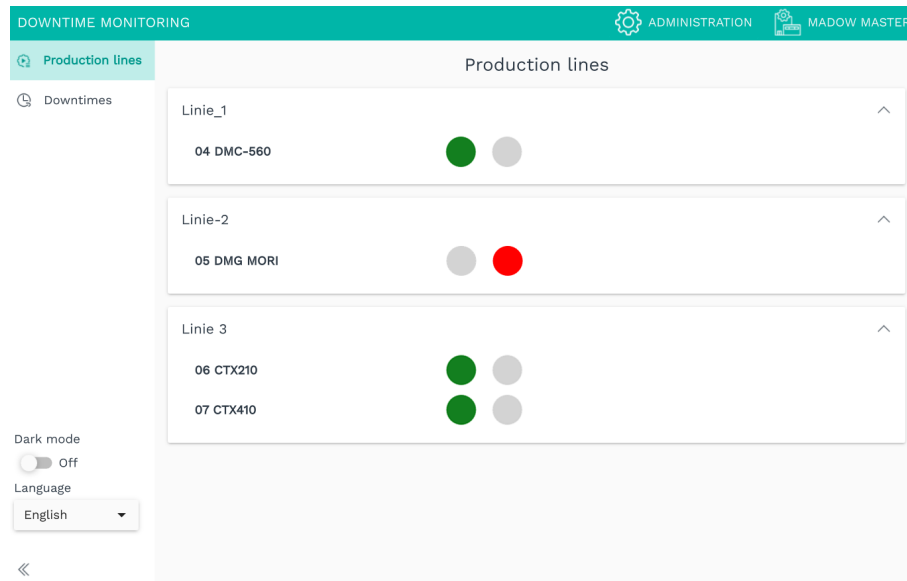 DOWNTIME MONITORING
ADMINISTRATION
MADOW MASTER
Production lines
Downtimes
Production lines
Linie_1
04 DMC-560
Linie-2
05 DMG MORI
Linie 3
06 CTX210
07 CTX410
Dark mode
Off
Language
English